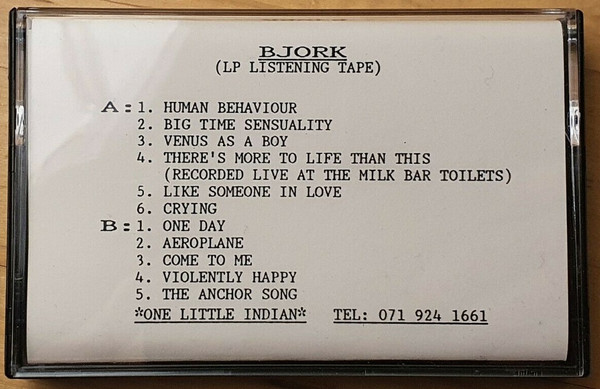 BJORK
(LP LISTENING TAPE)
A: 1. HUMAN BEHAVIOUR
2. BIG TIME SENSUALITY
3. VENUS AS A BOY
4. THERE'S MORE TO LIFE THAN THIS
(RECORDED LIVE AT THE MILK BAR TOILETS)
5. LIKE SOMEONE IN LOVE
6. CRYING
B: 1. ONE DAY
2. AEROPLANE
3. COME TO ME
4. VIOLENTLY HAPPY
5. THE ANCHOR SONG
*ONE LITTLE INDIAN* TEL: 071 924 1661